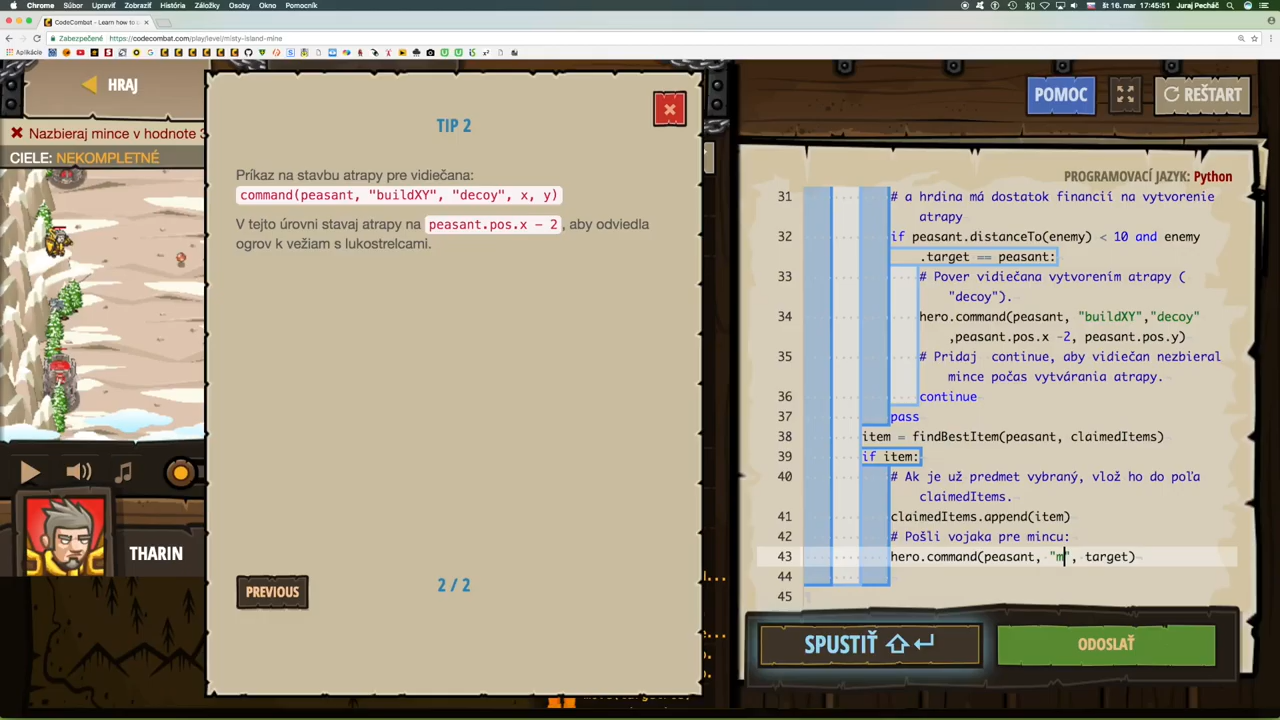 Chrome Súbor Upraviť Zobraziť História Záložky Osoby Okno Pomocník
št 16. mar 17:45:51 Juraj Pecháč
CodeCombat - Learn how to
Zabezpečené https://codecombat.com/play/level/misty-island-mine
Aplikácie
HRAJ
Nazbieraj mince v hodnote 3
CIELE: NEKOMPLETNÉ
THARIN
TIP 2
Príkaz na stavbu atrapy pre vidiečana:
command(peasant, "buildXY", "decoy", x, y)
V tejto úrovni stavaj atrapy na peasant.pos.x - 2, aby odviedla
ogrov k vežiam s lukostrelcami.
PREVIOUS
2 / 2
POMOC
REŠTART
PROGRAMOVACÍ JAZYK: Python
31 # a hrdina má dostatok financií na vytvorenie
atrapy
32 if peasant.distanceTo(enemy) < 10 and enemy
.target == peasant:
33 # Pover vidiečana vytvorením atrapy (
"decoy").
34 hero.command(peasant, "buildXY","decoy"
,peasant.pos.x -2, peasant.pos.y)
35 # Pridaj  continue, aby vidiečan nezbieral
mince počas vytvárania atrapy.
36 continue
37 pass
38 item = findBestItem(peasant, claimedItems)
39 if item:
40 # Ak je už predmet vybraný, vlož ho do poľa
claimedItems.
41 claimedItems.append(item)
42 # Pošli vojaka pre mincu:
43 hero.command(peasant, "m", target)
44
45
SPUSTIŤ
ODOSLAŤ